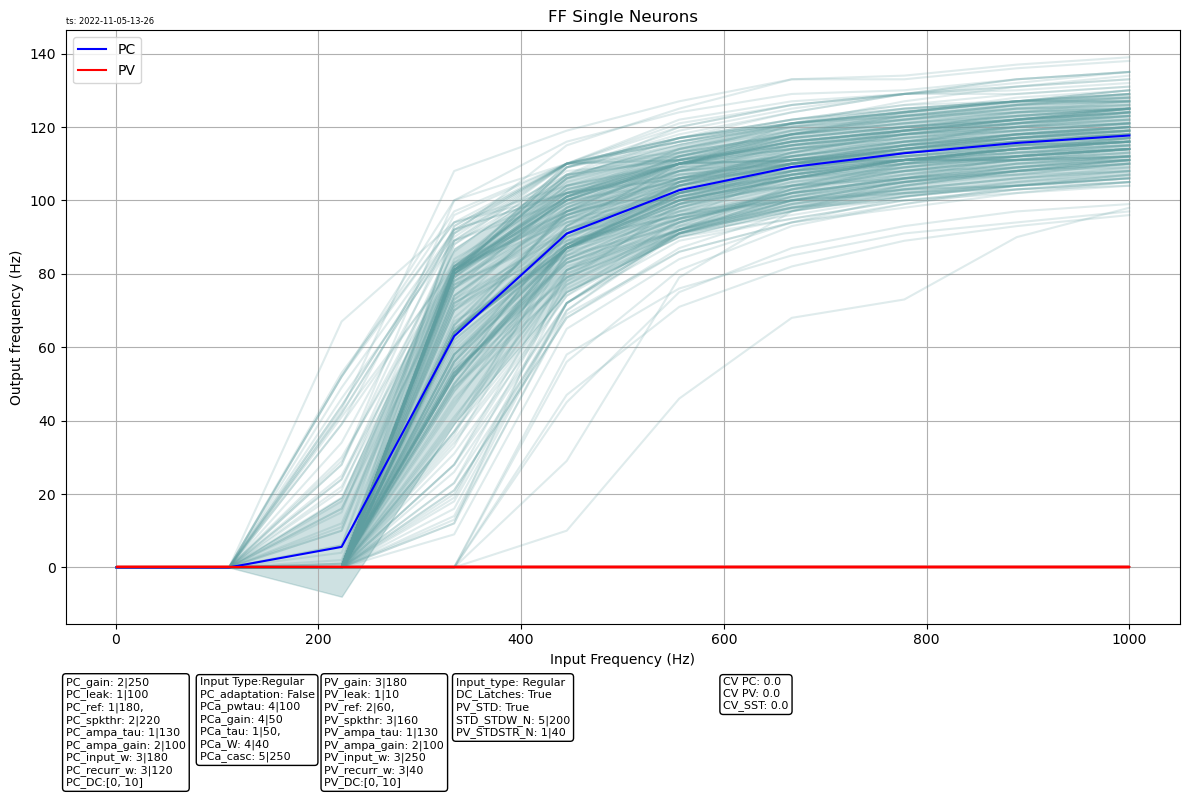 ts: 2022-11-05-13-26
FF Single Neurons
PC
PV
140
120
100
80
60
40
20
0
Output frequency (Hz)
0 200 400 600 800 1000
Input Frequency (Hz)
PC_gain: 2|250
PC_leak: 1|100
PC_ref: 1|180,
PC_spkthr: 2|220
PC_ampa_tau: 1|130
PC_ampa_gain: 2|100
PC_input_w: 3|180
PC_recurr_w: 3|120
PC_DC:[0, 10]
Input Type:Regular
PC_adaptation: False
PCa_pwtau: 4|100
PCa_gain: 4|50
PCa_tau: 1|50,
PCa_W: 4|40
PCa_casc: 5|250
PV_gain: 3|180
PV_leak: 1|10
PV_ref: 2|60,
PV_spkthr: 3|160
PV_ampa_tau: 1|130
PV_ampa_gain: 2|100
PV_input_w: 3|250
PV_recurr_w: 3|40
PV_DC:[0, 10]
Input_type: Regular
DC_Latches: True
PV_STD: True
STD_STDW_N: 5|200
PV_STDSTR_N: 1|40
CV PC: 0.0
CV PV: 0.0
CV_SST: 0.0